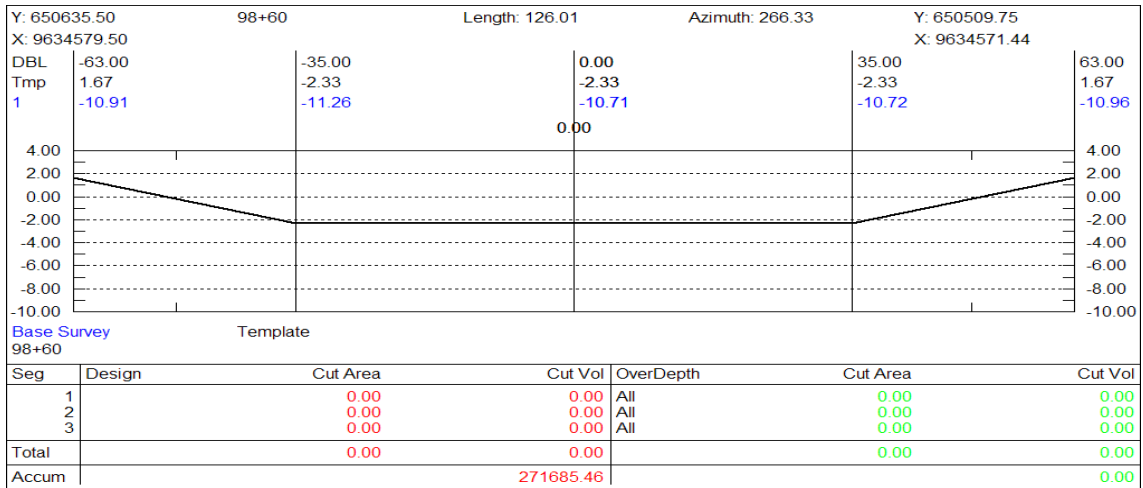 Y: 650635.50 98+60 Length: 126.01 Azimuth: 266.33 Y: 650509.75
X: 9634579.50 X: 9634571.44
DBL -63.00 -35.00 0.00 35.00 63.00
Tmp 1.67 -2.33 -2.33 -2.33 1.67
1 -10.91 -11.26 -10.71 -10.72 -10.96
0.00
4.00 4.00
2.00 2.00
0.00 0.00
-2.00 -2.00
-4.00 -4.00
-6.00 -6.00
-8.00 -8.00
-10.00 -10.00
Base Survey Template
98+60
Seg Design Cut Area Cut Vol OverDepth Cut Area Cut Vol
1 0.00 0.00 All 0.00 0.00
2 0.00 0.00 All 0.00 0.00
3 0.00 0.00 All 0.00 0.00
Total 0.00 0.00 0.00 0.00
Accum 271685.46 0.00